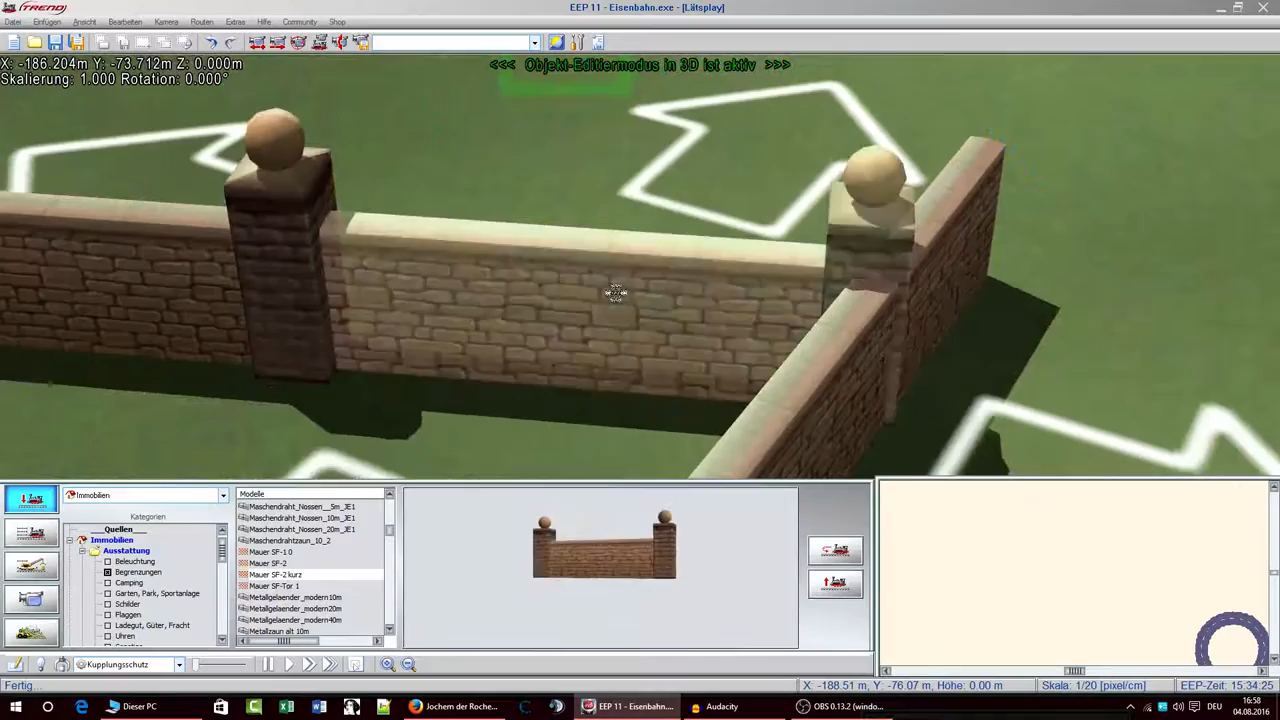 TREND
EEP 11 - Eisenbahn.exe - [Lätsplay]
Datei Einfügen Ansicht Bearbeiten Kamera Routen Extras Hilfe Community Shop
X: -186.204m Y: -73.712m Z: 0.000m
Skalierung: 1.000 Rotation: 0.000°
<<< Objekt-Editiermodus in 3D ist aktiv >>>
Immobilien
Kategorien
___Quellen___
Immobilien
Ausstattung
Beleuchtung
Begrenzungen
Camping
Garten, Park, Sportanlage
Schilder
Flaggen
Ladegut, Güter, Fracht
Uhren
Modelle
Maschendraht_Nossen__5m_JE1
Maschendraht_Nossen_10m_JE1
Maschendraht_Nossen_20m_JE1
Maschendrahtzaun_10_2
Mauer SF-1 0
Mauer SF-2
Mauer SF-2 kurz
Mauer SF-Tor 1
Metallgelaender_modern10m
Metallgelaender_modern20m
Metallgelaender_modern40m
Metallzaun alt 10m
Kupplungsschutz
Fertig...
X: -188.51 m, Y: -76.07 m, Höhe: 0.00 m
Skala: 1/20 [pixel/cm]
EEP-Zeit: 15:34:25
Dieser PC
Jochem der Roche...
EEP 11 - Eisenbahn....
Audacity
OBS 0.13.2 (windo...
DEU
16:58
04.08.2016